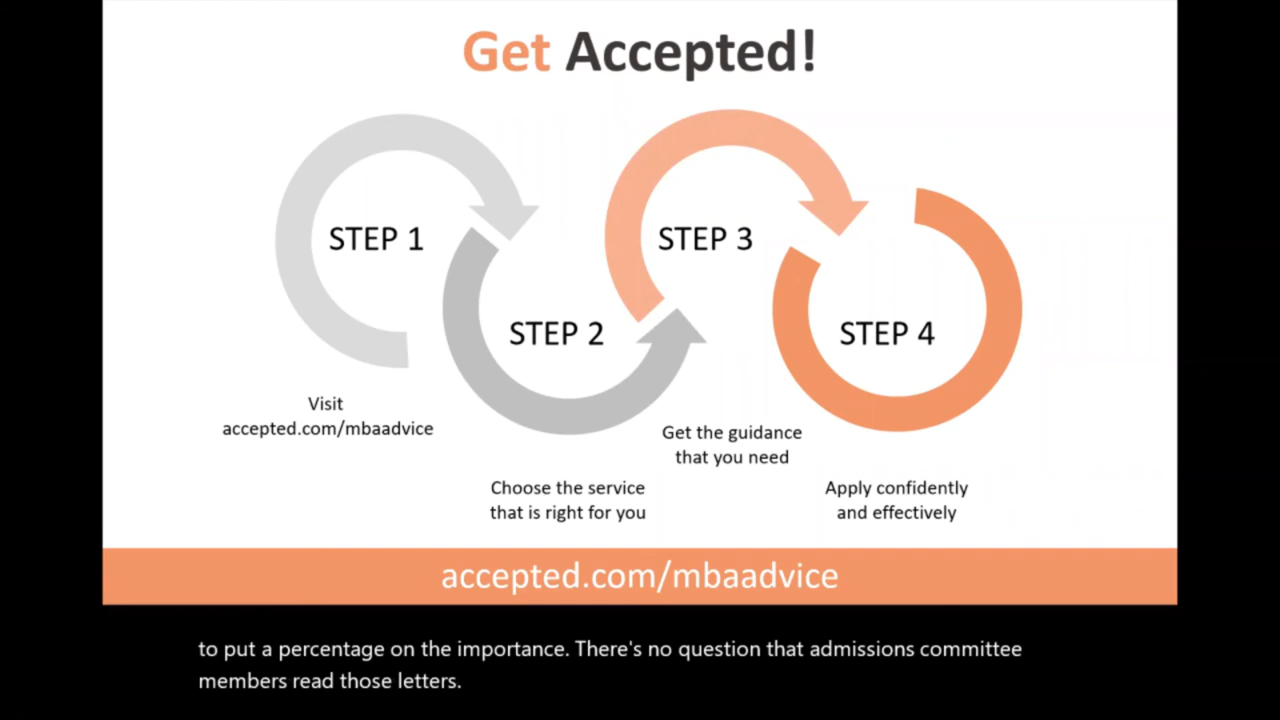 Get Accepted!
STEP 1
Visit
accepted.com/mbaadvice
STEP 2
Choose the service
that is right for you
STEP 3
Get the guidance
that you need
STEP 4
Apply confidently
and effectively
accepted.com/mbaadvice
to put a percentage on the importance. There's no question that admissions committee
members read those letters.